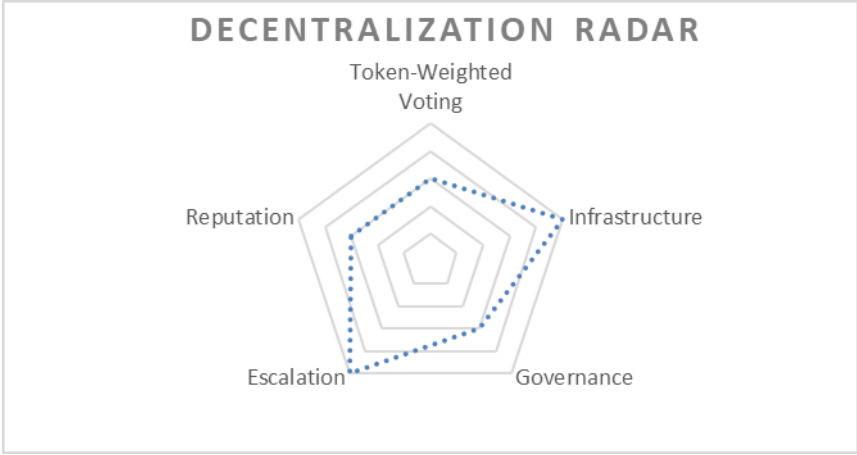 DECENTRALIZATION RADAR
Token-Weighted
Voting
Reputation
Infrastructure
Escalation
Governance